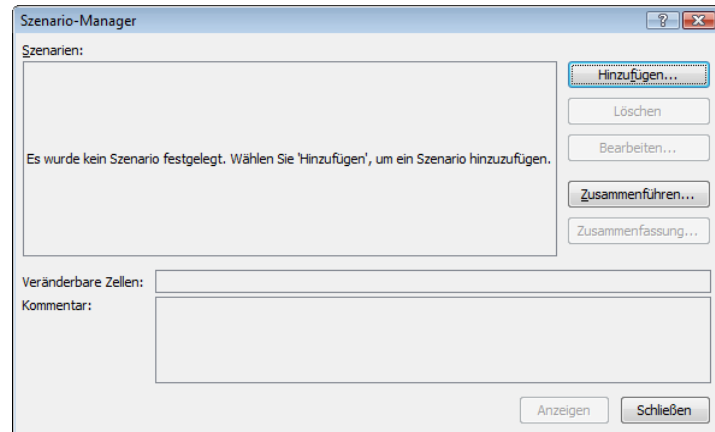 Szenario-Manager
Szenarien:
Es wurde kein Szenario festgelegt. Wählen Sie 'Hinzufügen', um ein Szenario hinzuzufügen.
Hinzufügen...
Löschen
Bearbeiten...
Zusammenführen...
Zusammenfassung...
Veränderbare Zellen:
Kommentar:
Anzeigen
Schließen